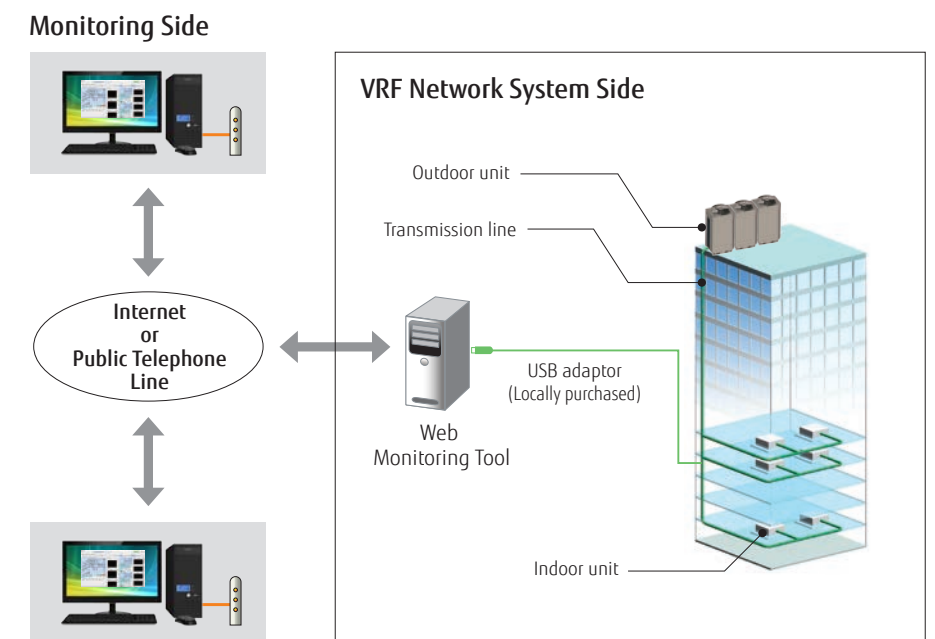 Monitoring Side
VRF Network System Side
Outdoor unit
Transmission line
Internet
or
Public Telephone
Line
USB adaptor
(Locally purchased)
Web
Monitoring Tool
Indoor unit